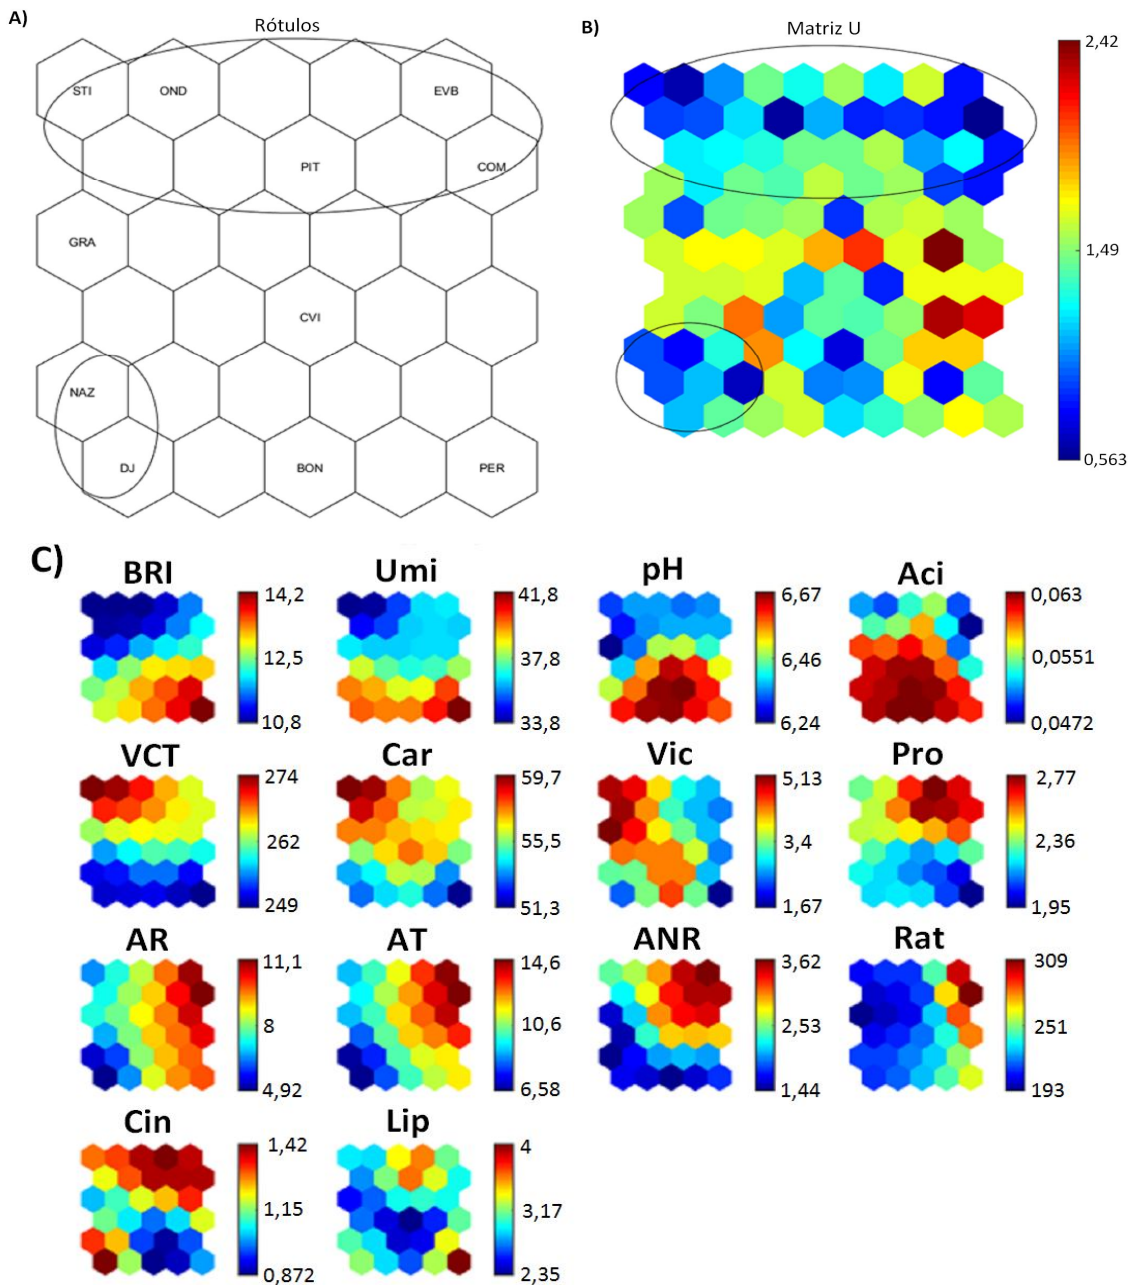 A)
Rótulos
STI OND EVB
PIT COM
GRA
CVI
NAZ
DJ BON PER
B)
Matriz U
2,42
1,49
0,563
C)
BRI
14,2
12,5
10,8
Umi
41,8
37,8
33,8
pH
6,67
6,46
6,24
Aci
0,063
0,0551
0,0472
VCT
274
262
249
Car
59,7
55,5
51,3
Vic
5,13
3,4
1,67
Pro
2,77
2,36
1,95
AR
11,1
8
4,92
AT
14,6
10,6
6,58
ANR
3,62
2,53
1,44
Rat
309
251
193
Cin
1,42
1,15
0,872
Lip
4
3,17
2,35